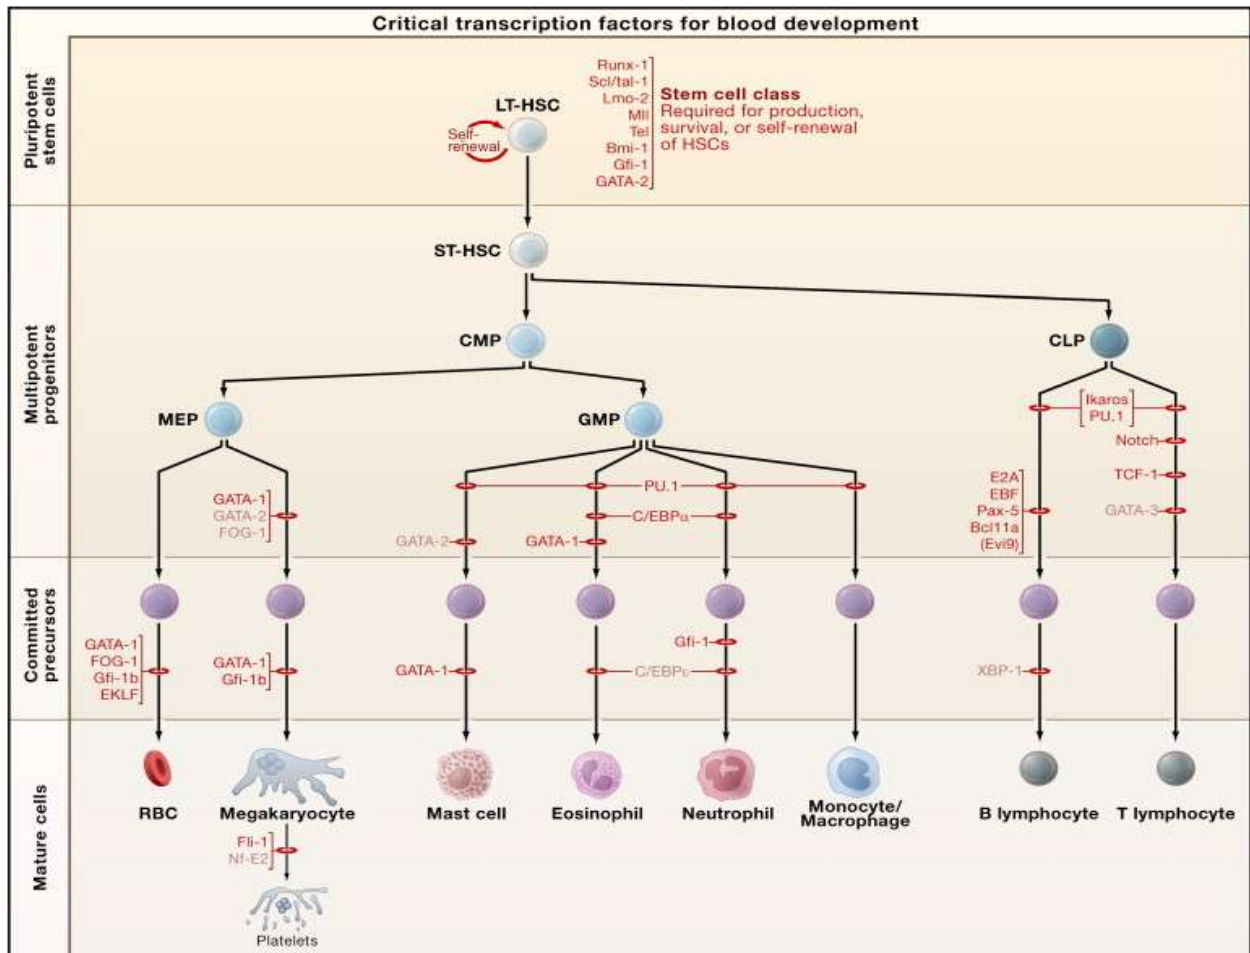 Critical transcription factors for blood development
Pluripotent
stem cells
LT-HSC
Self-
renewal
Runx-1
Scl/tal-1
Lmo-2
Mll
Tel
Bmi-1
Gfi-1
GATA-2
Stem cell class
Required for production,
survival, or self-renewal
of HSCs
Multipotent
progenitors
ST-HSC
CMP
CLP
MEP
GMP
Ikaros
PU.1
Notch
TCF-1
GATA-3
E2A
EBF
Pax-5
Bcl11a
(Evi9)
GATA-1
GATA-2
FOG-1
PU.1
C/EBPα
GATA-2
GATA-1
Committed
precursors
GATA-1
FOG-1
Gfi-1b
EKLF
GATA-1
Gfi-1b
GATA-1
Gfi-1
C/EBPε
XBP-1
Mature cells
RBC
Megakaryocyte
Mast cell
Eosinophil
Neutrophil
Monocyte/
Macrophage
B lymphocyte
T lymphocyte
Fli-1
Nf-E2
Platelets